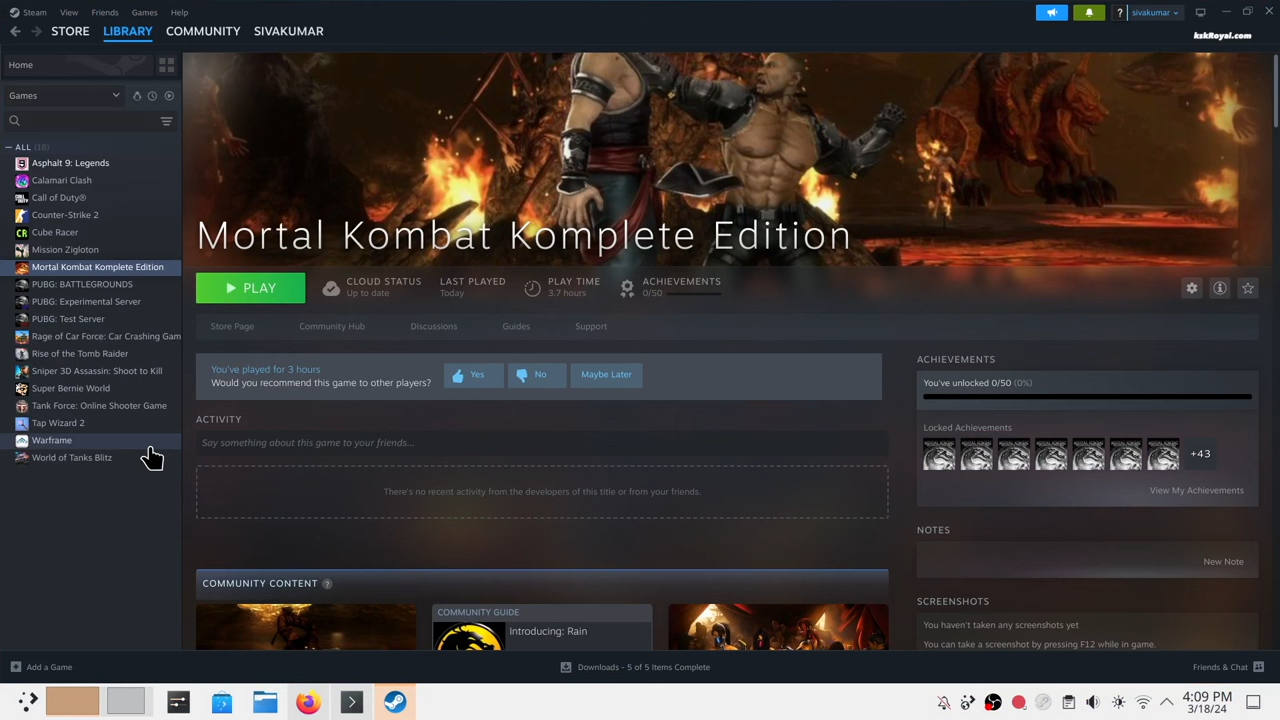 Steam View Friends Games Help
sivakumar
STORE LIBRARY COMMUNITY SIVAKUMAR
kskRoyal.com
Home
Games
ALL (18)
Asphalt 9: Legends
Calamari Clash
Call of Duty®
Counter-Strike 2
CR Cube Racer
Mission Zigloton
Mortal Kombat Komplete Edition
PUBG: BATTLEGROUNDS
PUBG: Experimental Server
PUBG: Test Server
Rage of Car Force: Car Crashing Gam
Rise of the Tomb Raider
Sniper 3D Assassin: Shoot to Kill
Super Bernie World
Tank Force: Online Shooter Game
Tap Wizard 2
Warframe
World of Tanks Blitz
Mortal Kombat Komplete Edition
PLAY
CLOUD STATUS
Up to date
LAST PLAYED
Today
PLAY TIME
3.7 hours
ACHIEVEMENTS
0/50
Store Page Community Hub Discussions Guides Support
You've played for 3 hours
Would you recommend this game to other players?
Yes No Maybe Later
ACTIVITY
Say something about this game to your friends...
There's no recent activity from the developers of this title or from your friends.
COMMUNITY CONTENT ?
COMMUNITY GUIDE
Introducing: Rain
ACHIEVEMENTS
You've unlocked 0/50 (0%)
Locked Achievements
+43
View My Achievements
NOTES
New Note
SCREENSHOTS
You haven't taken any screenshots yet
You can take a screenshot by pressing F12 while in game.
Add a Game
Downloads - 5 of 5 Items Complete
Friends & Chat
4:09 PM
3/18/24